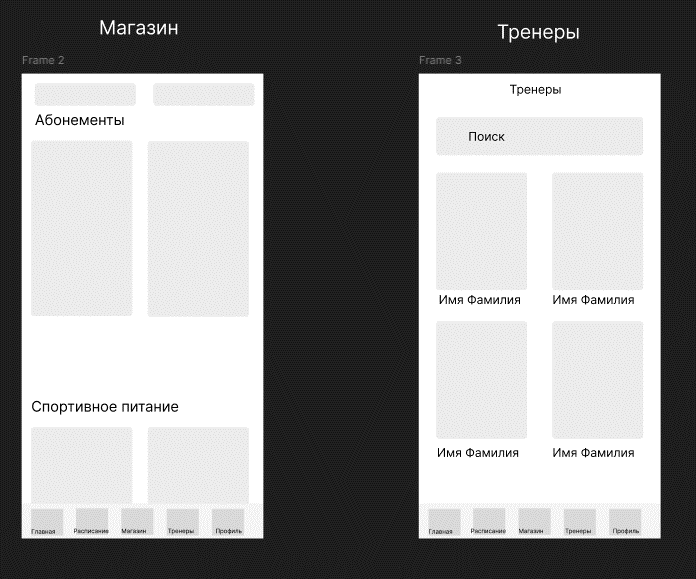 Магазин
Frame 2
Абонементы
Спортивное питание
Главная
Расписание
Магазин
Тренеры
Профиль
Тренеры
Frame 3
Тренеры
Поиск
Имя Фамилия
Имя Фамилия
Имя Фамилия
Имя Фамилия
Главная
Расписание
Магазин
Тренеры
Профиль